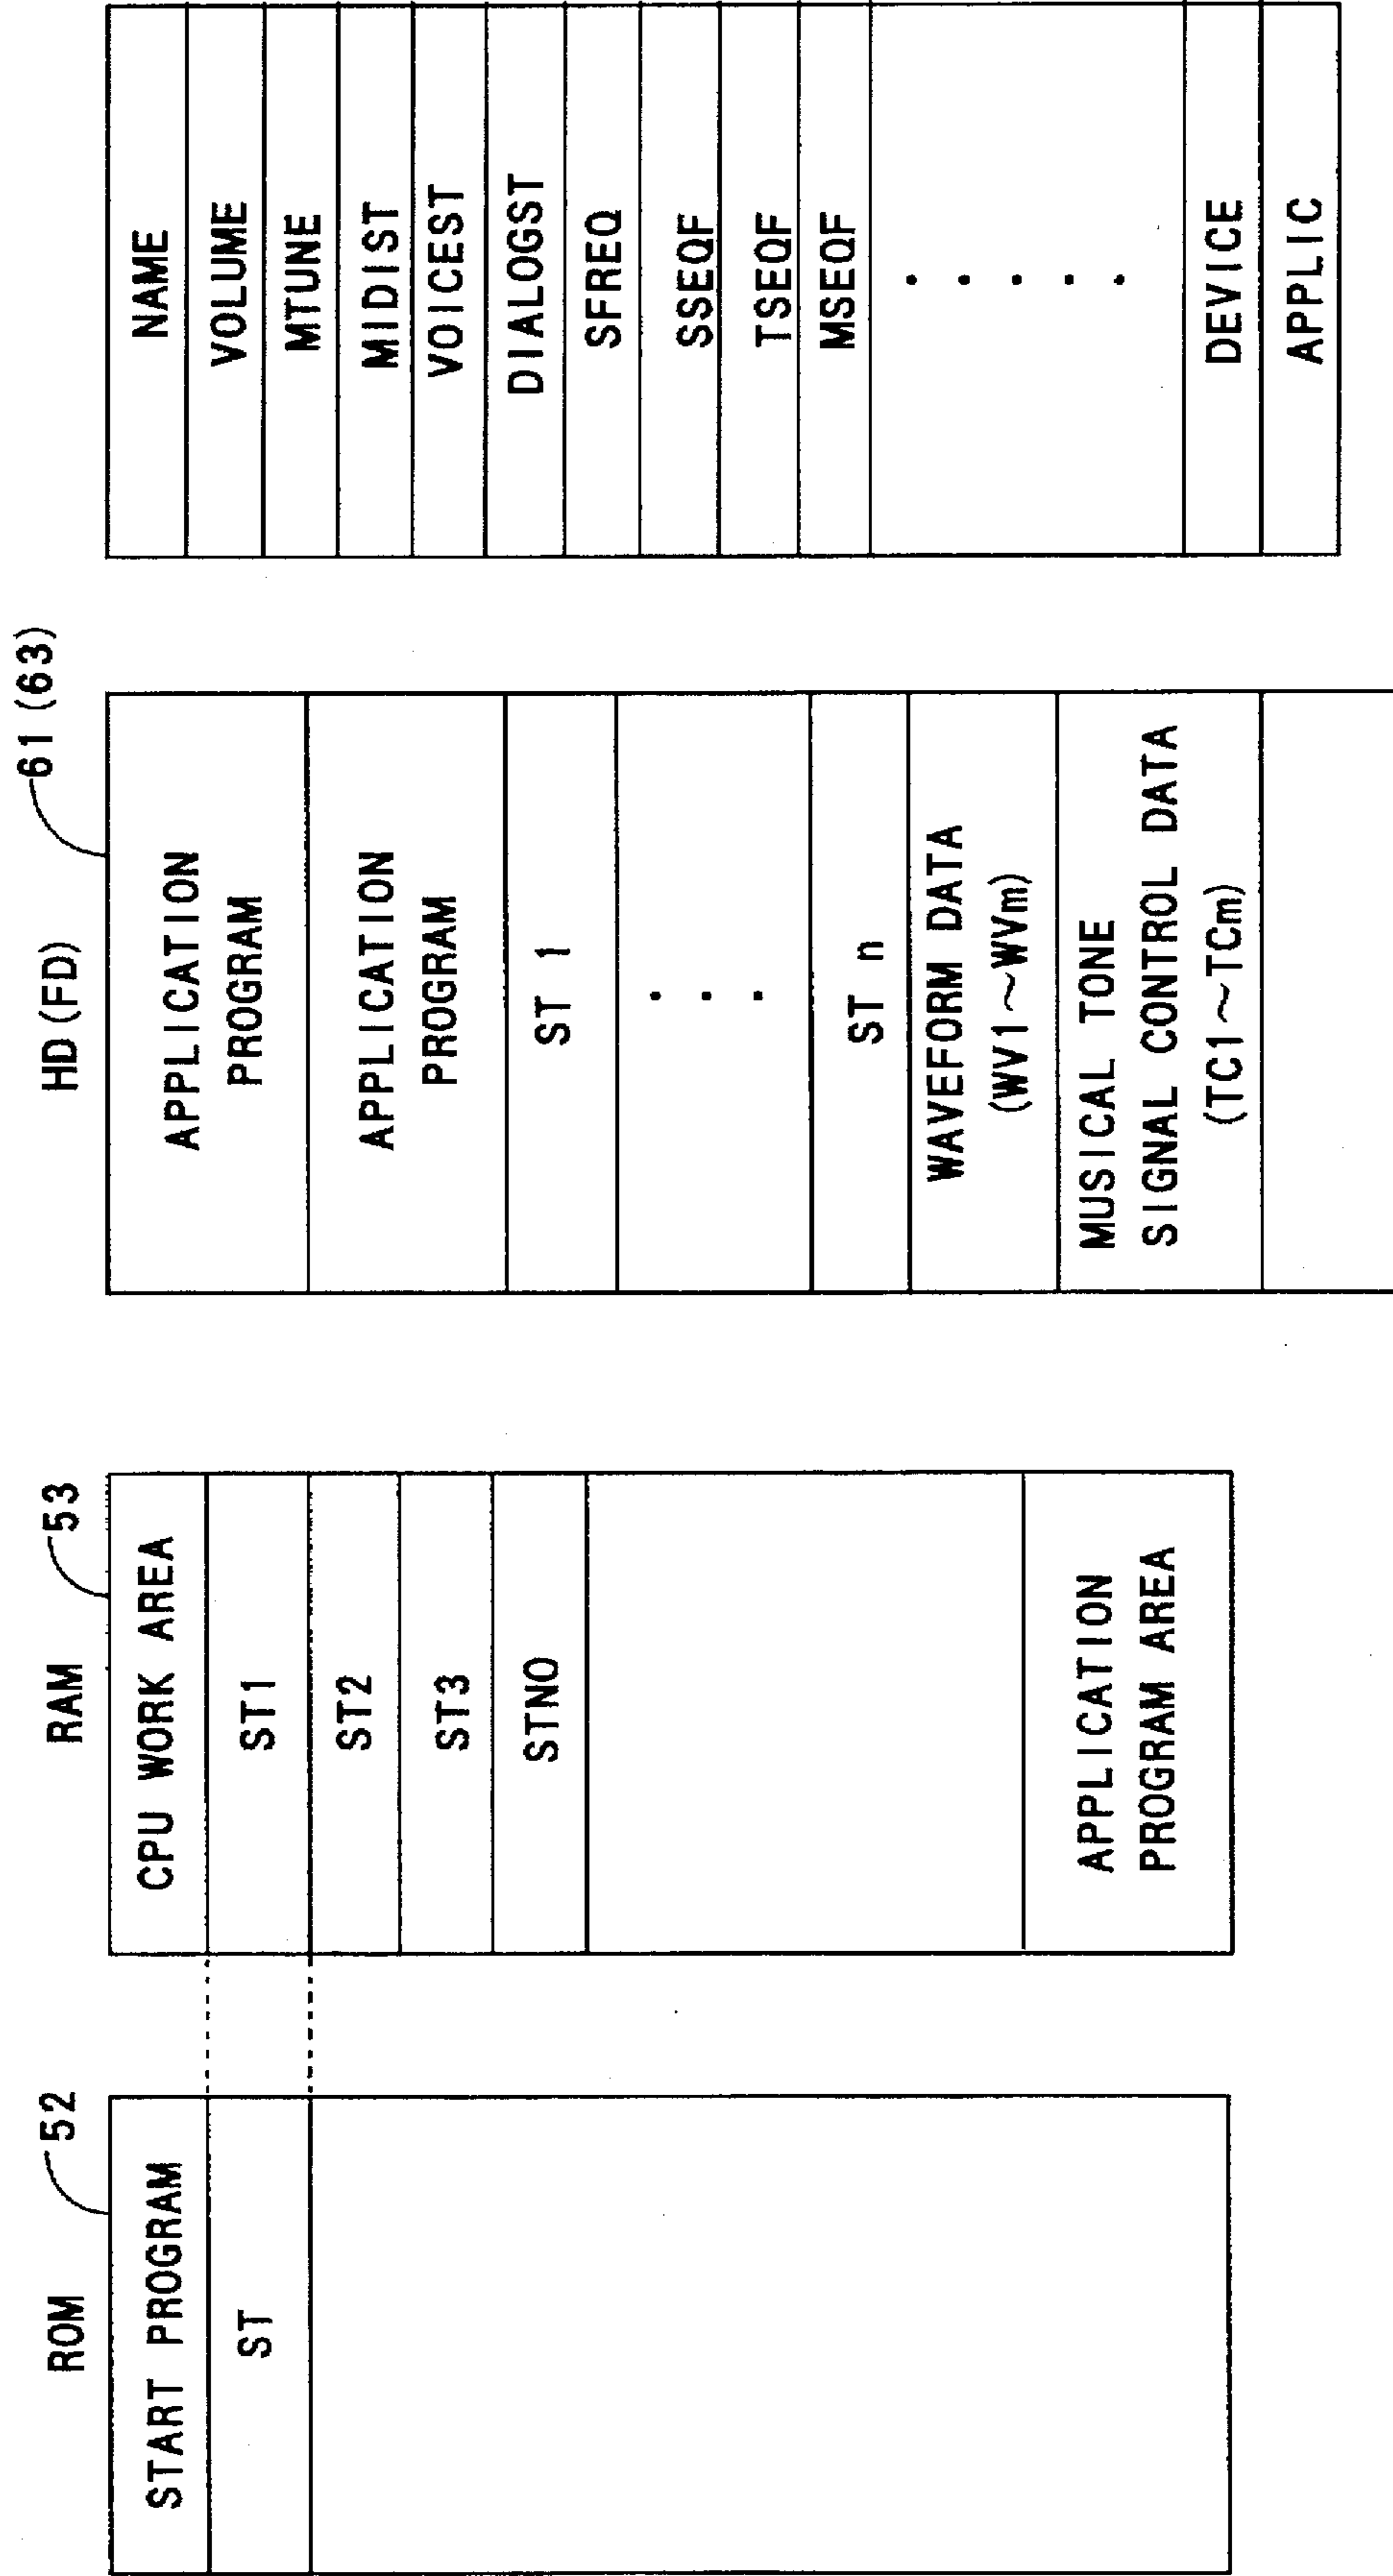 ROM
52
START PROGRAM
ST
RAM
53
CPU WORK AREA
ST1
ST2
ST3
STNO
APPLICATION
PROGRAM AREA
HD (FD)
61 (63)
APPLICATION
PROGRAM
APPLICATION
PROGRAM
ST 1
ST n
WAVEFORM DATA
(WV1~WVm)
MUSICAL TONE
SIGNAL CONTROL DATA
(TC1~TCm)
NAME
VOLUME
MTUNE
MIDIST
VOICEST
DIALOGST
SFREQ
SSEQF
TSEQF
MSEQF
DEVICE
APPLIC